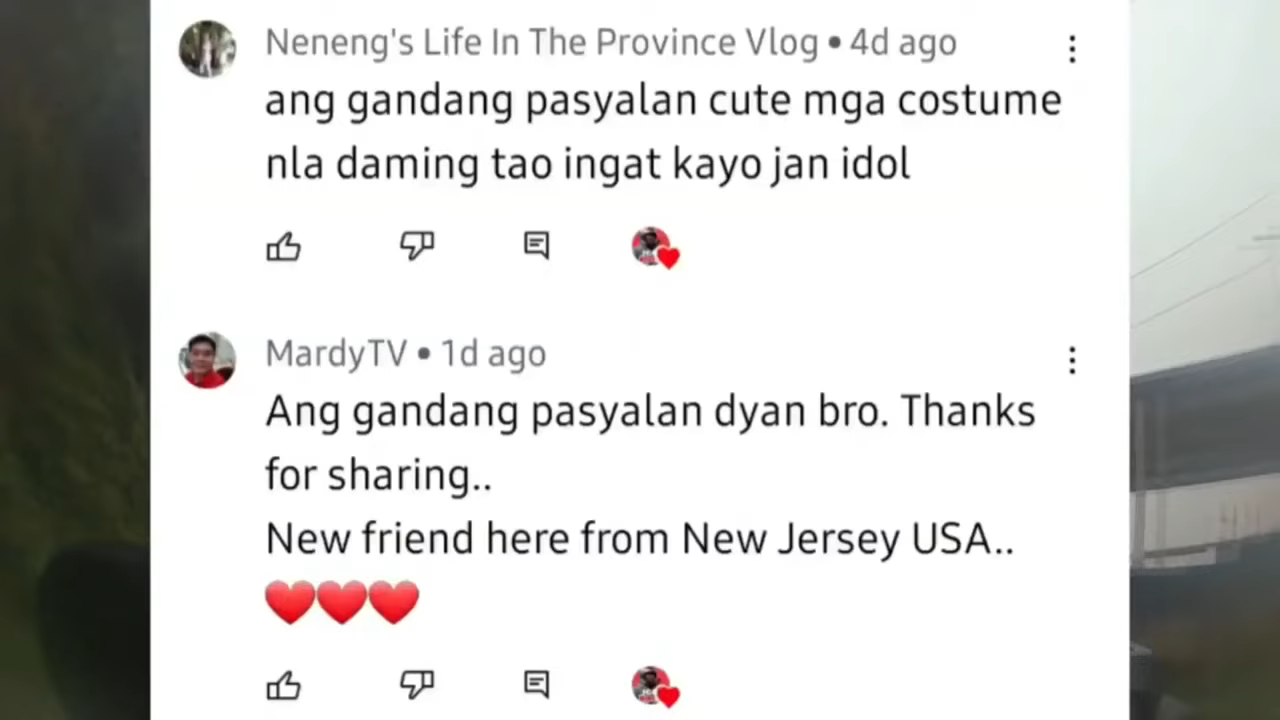 Neneng's Life In The Province Vlog • 4d ago
ang gandang pasyalan cute mga costume
nla daming tao ingat kayo jan idol
MardyTV • 1d ago
Ang gandang pasyalan dyan bro. Thanks
for sharing..
New friend here from New Jersey USA..
❤️❤️❤️